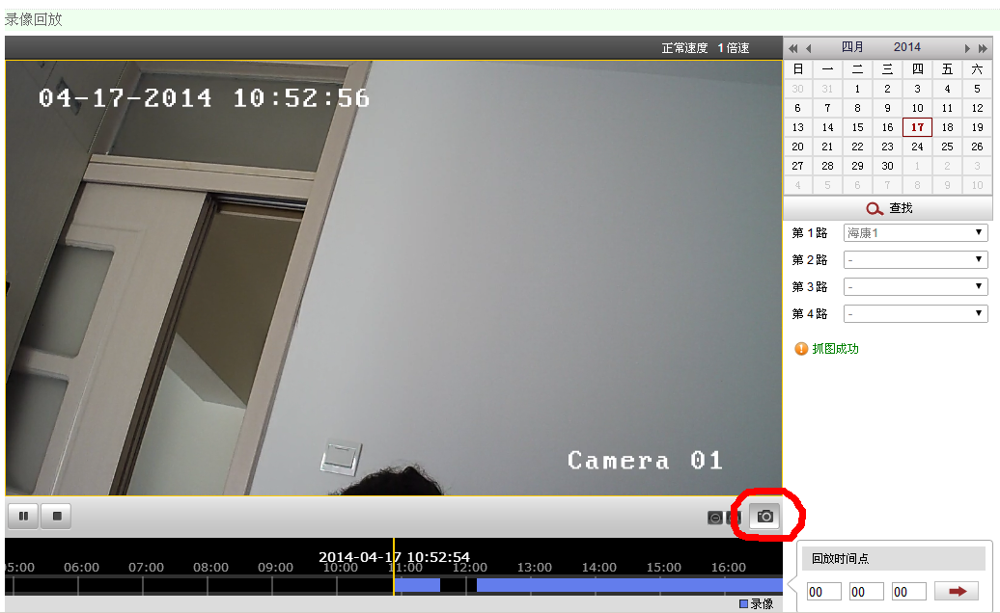 录像回放
正常速度 1倍速
四月 2014
日 一 二 三 四 五 六
30 31 1 2 3 4 5
6 7 8 9 10 11 12
13 14 15 16 17 18 19
20 21 22 23 24 25 26
27 28 29 30 1 2 3
4 5 6 7 8 9 10
查找
第 1 路 海康1
第 2 路 -
第 3 路 -
第 4 路 -
抓图成功
04-17-2014 10:52:56
Camera 01
2014-04-17 10:52:54
05:00 06:00 07:00 08:00 09:00 10:00 11:00 12:00 13:00 14:00 15:00 16:00
录像
回放时间点
00 00 00